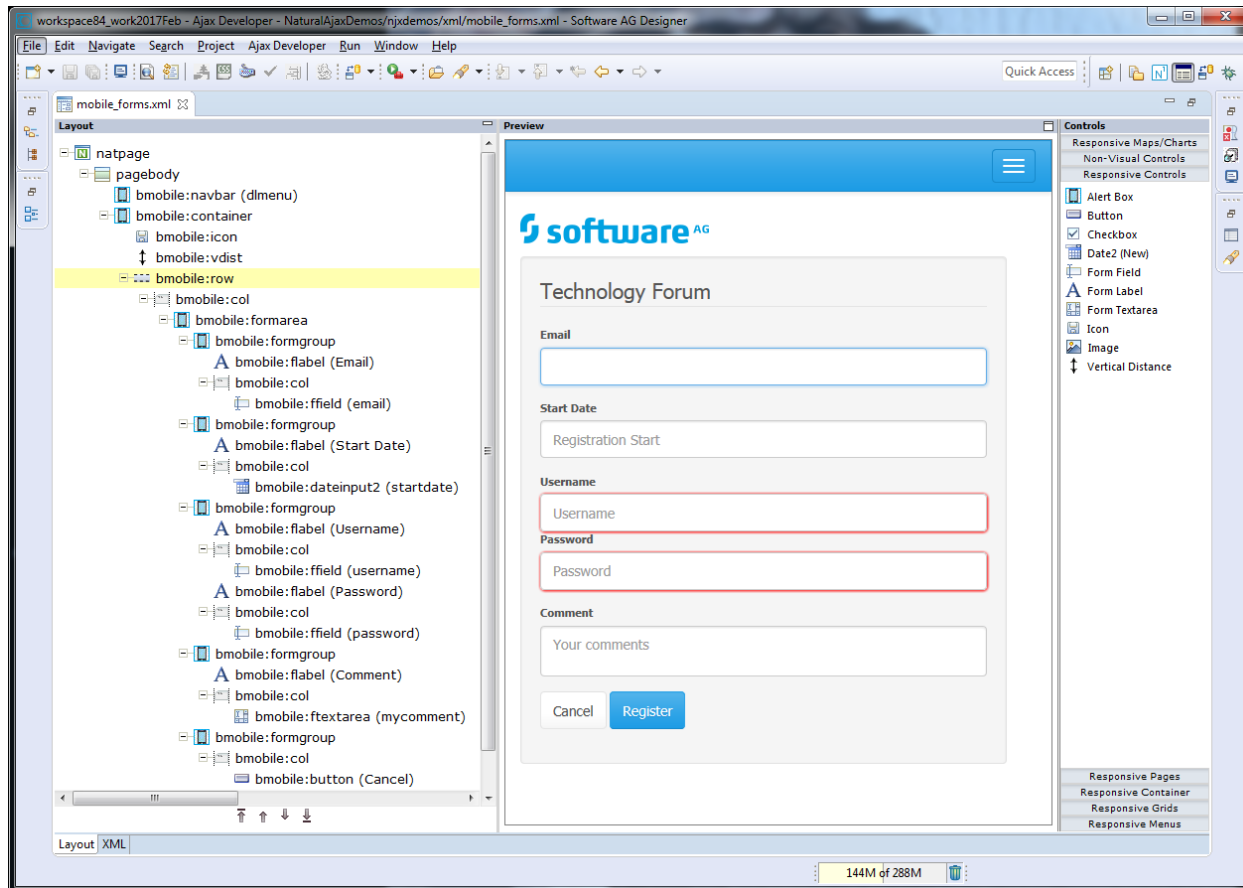 workspace84_work2017Feb - Ajax Developer - NaturalAjaxDemos/njxdemos/xml/mobile_forms.xml - Software AG Designer
File Edit Navigate Search Project Ajax Developer Run Window Help
Quick Access
mobile_forms.xml
Layout
natpage
pagebody
bmobile:navbar (dlmenu)
bmobile:container
bmobile:icon
bmobile:vdist
bmobile:row
bmobile:col
bmobile:formarea
bmobile:formgroup
bmobile:flabel (Email)
bmobile:col
bmobile:ffield (email)
bmobile:formgroup
bmobile:flabel (Start Date)
bmobile:col
bmobile:dateinput2 (startdate)
bmobile:formgroup
bmobile:flabel (Username)
bmobile:col
bmobile:ffield (username)
bmobile:flabel (Password)
bmobile:col
bmobile:ffield (password)
bmobile:formgroup
bmobile:flabel (Comment)
bmobile:col
bmobile:ftextarea (mycomment)
bmobile:formgroup
bmobile:col
bmobile:button (Cancel)
Layout XML
Preview
software AG
Technology Forum
Email
Start Date
Registration Start
Username
Username
Password
Password
Comment
Your comments
Cancel Register
Controls
Responsive Maps/Charts
Non-Visual Controls
Responsive Controls
Alert Box
Button
Checkbox
Date2 (New)
Form Field
Form Label
Form Textarea
Icon
Image
Vertical Distance
Responsive Pages
Responsive Container
Responsive Grids
Responsive Menus
144M of 288M